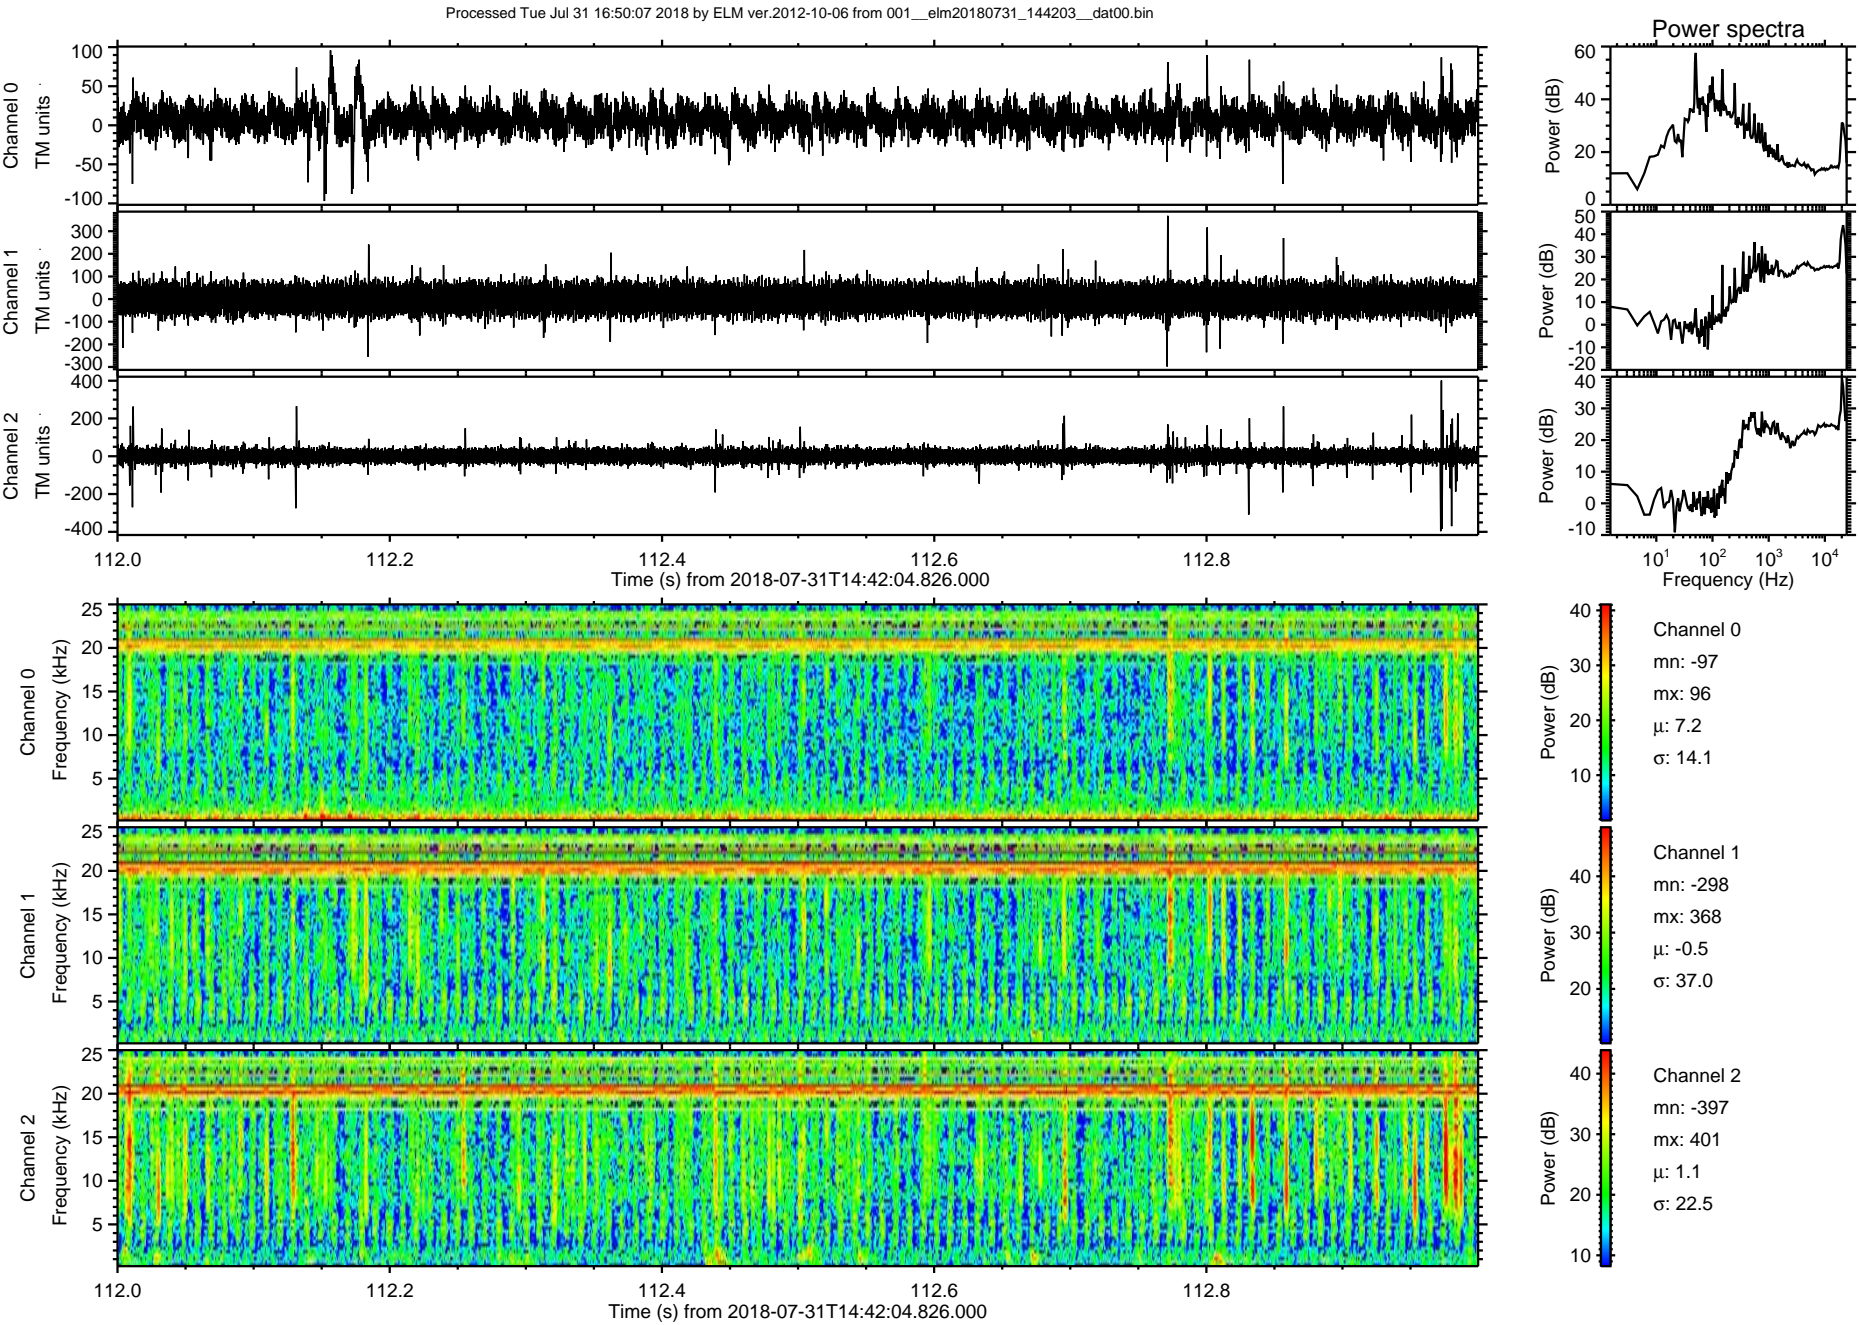 Processed Tue Jul 31 16:50:07 2018 by ELM ver.2012-10-06 from 001__elm20180731_144203__dat00.bin
Power spectra
Channel 0
TM units
100
50
0
-50
-100
Power (dB)
60
40
20
0
Channel 1
TM units
300
200
100
0
-100
-200
-300
Power (dB)
50
40
30
20
10
0
-10
-20
Channel 2
TM units
400
200
0
-200
-400
Power (dB)
40
30
20
10
0
-10
112.0 112.2 112.4 112.6 112.8
Time (s) from 2018-07-31T14:42:04.826.000
10^1 10^2 10^3 10^4
Frequency (Hz)
Channel 0
Frequency (kHz)
25
20
15
10
5
Power (dB)
40
30
20
10
Channel 0
mn: -97
mx: 96
μ: 7.2
σ: 14.1
Channel 1
Frequency (kHz)
25
20
15
10
5
Power (dB)
40
30
20
Channel 1
mn: -298
mx: 368
μ: -0.5
σ: 37.0
Channel 2
Frequency (kHz)
25
20
15
10
5
Power (dB)
40
30
20
10
Channel 2
mn: -397
mx: 401
μ: 1.1
σ: 22.5
112.0 112.2 112.4 112.6 112.8
Time (s) from 2018-07-31T14:42:04.826.000